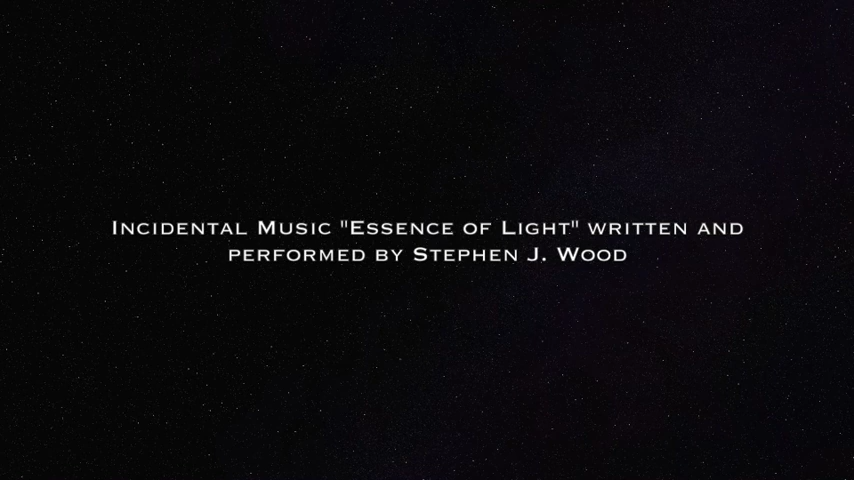 Incidental Music "Essence of Light" written and
performed by Stephen J. Wood